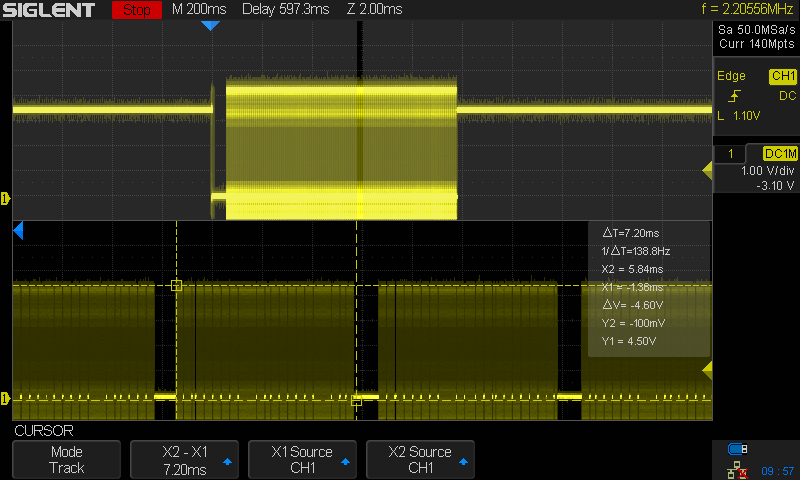 SIGLENT Stop M 200ms Delay 597.3ms Z 2.00ms f = 2.20556MHz
Sa 50.0MSa/s
Curr 140Mpts
Edge CH1
DC
L 1.10V
1 DC1M
1.00 V/div
-3.10 V
1
△T=7.20ms
1/△T=138.8Hz
X2 = 5.84ms
X1 = -1.36ms
△V= -4.60V
Y2 = -100mV
Y1 = 4.50V
1
CURSOR
Mode
Track
X2 - X1
7.20ms
X1 Source
CH1
X2 Source
CH1
09:57